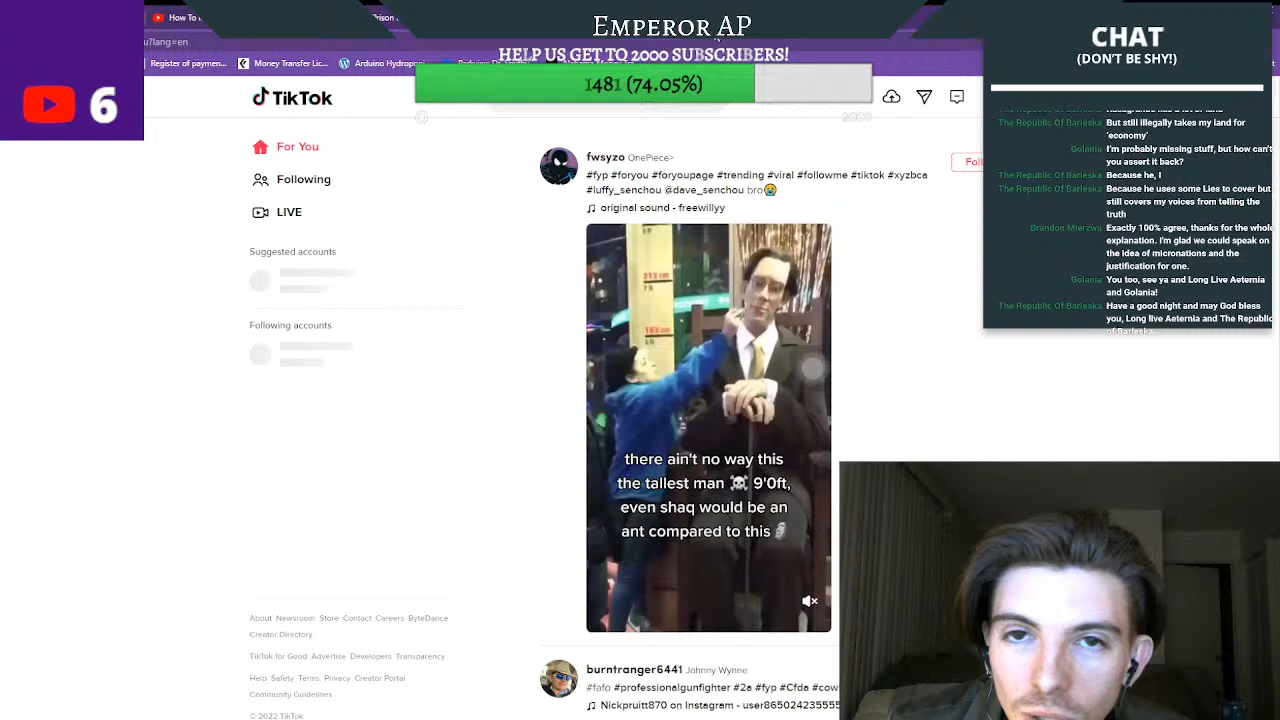 How To
EMPEROR AP
u?lang=en
HELP US GET TO 2000 SUBSCRIBERS!
Money Tip Lic...
Arduino Hydropo...
1481 (74.05%)
0
2000
6
TikTok
For You
Following
LIVE
Suggested accounts
Following accounts
About Newsroom Store Contact Careers ByteDance
Creator Directory
TikTok for Good Advertise Developers Transparency
Help Safety Terms Privacy Creator Portal
Community Guidelines
© 2022 TikTok
fwsyzo OnePiece>
#fyp #foryou #foryoupage #trending #viral #followme #tiktok #xyzbca
#luffy_senchou @dave_senchou bro😭
♫ original sound - freewillyy
there ain't no way this
the tallest man ☠ 9'0ft,
even shaq would be an
ant compared to this🗿
burntranger6441 Johnny Wynne
#fafo #professionalgunfighter #2a #fyp #Cfda #cow
♫ Nickpruitt870 on Instagram - user8650242355555
CHAT
(DON'T BE SHY!)
The Republic Of Barleska But still illegally takes my land for
'economy'
Golania I'm probably missing stuff, but how can't
you assert it back?
The Republic Of Barleska Because he, I
The Republic Of Barleska Because he uses some Lies to cover but
still covers my voices from telling the
truth
Brandon Mierzwa Exactly 100% agree, thanks for the whole
explanation. I'm glad we could speak on
the idea of micronations and the
justification for one.
Golania You too, see ya and Long Live Aeternia
and Golania!
The Republic Of Barleska Have a good night and may God bless
you, Long live Aeternia and The Republic
of Barleska